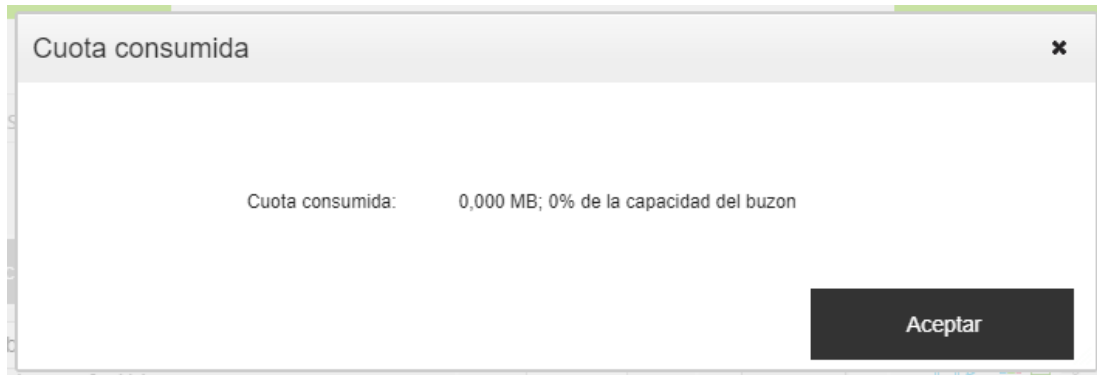 Cuota consumida
Cuota consumida: 0,000 MB; 0% de la capacidad del buzon
Aceptar